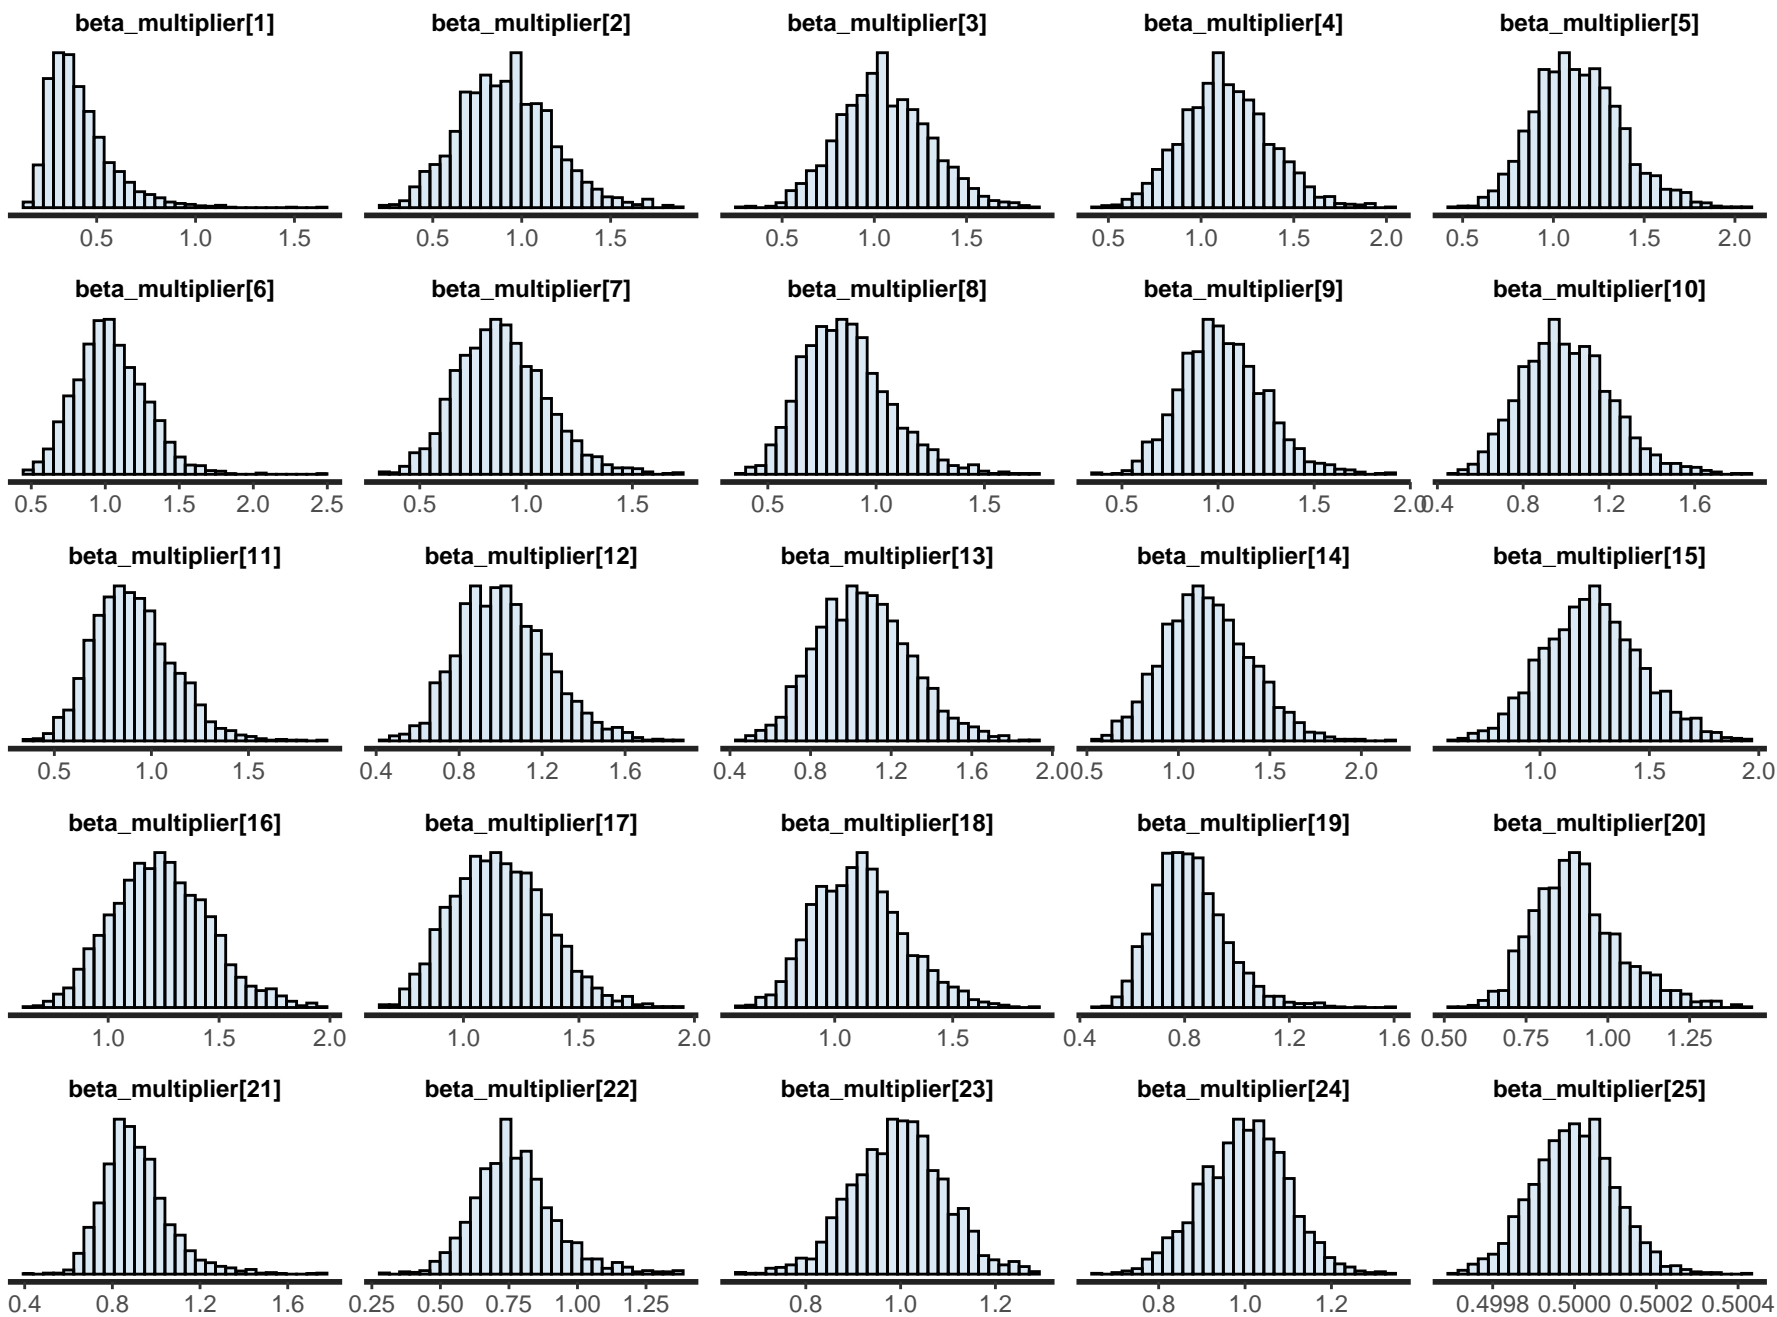 beta_multiplier[1] beta_multiplier[2] beta_multiplier[3] beta_multiplier[4] beta_multiplier[5]
0.5 1.0 1.5 0.5 1.0 1.5 0.5 1.0 1.5 0.5 1.0 1.5 2.0 0.5 1.0 1.5 2.0
beta_multiplier[6] beta_multiplier[7] beta_multiplier[8] beta_multiplier[9] beta_multiplier[10]
0.5 1.0 1.5 2.0 2.5 0.5 1.0 1.5 0.5 1.0 1.5 0.5 1.0 1.5 2.0 0.4 0.8 1.2 1.6
beta_multiplier[11] beta_multiplier[12] beta_multiplier[13] beta_multiplier[14] beta_multiplier[15]
0.5 1.0 1.5 0.4 0.8 1.2 1.6 0.4 0.8 1.2 1.6 2.0 0.5 1.0 1.5 2.0 1.0 1.5 2.0
beta_multiplier[16] beta_multiplier[17] beta_multiplier[18] beta_multiplier[19] beta_multiplier[20]
1.0 1.5 2.0 1.0 1.5 2.0 1.0 1.5 0.4 0.8 1.2 1.6 0.50 0.75 1.00 1.25
beta_multiplier[21] beta_multiplier[22] beta_multiplier[23] beta_multiplier[24] beta_multiplier[25]
0.4 0.8 1.2 1.6 0.25 0.50 0.75 1.00 1.25 0.8 1.0 1.2 0.8 1.0 1.2 0.4998 0.5000 0.5002 0.5004